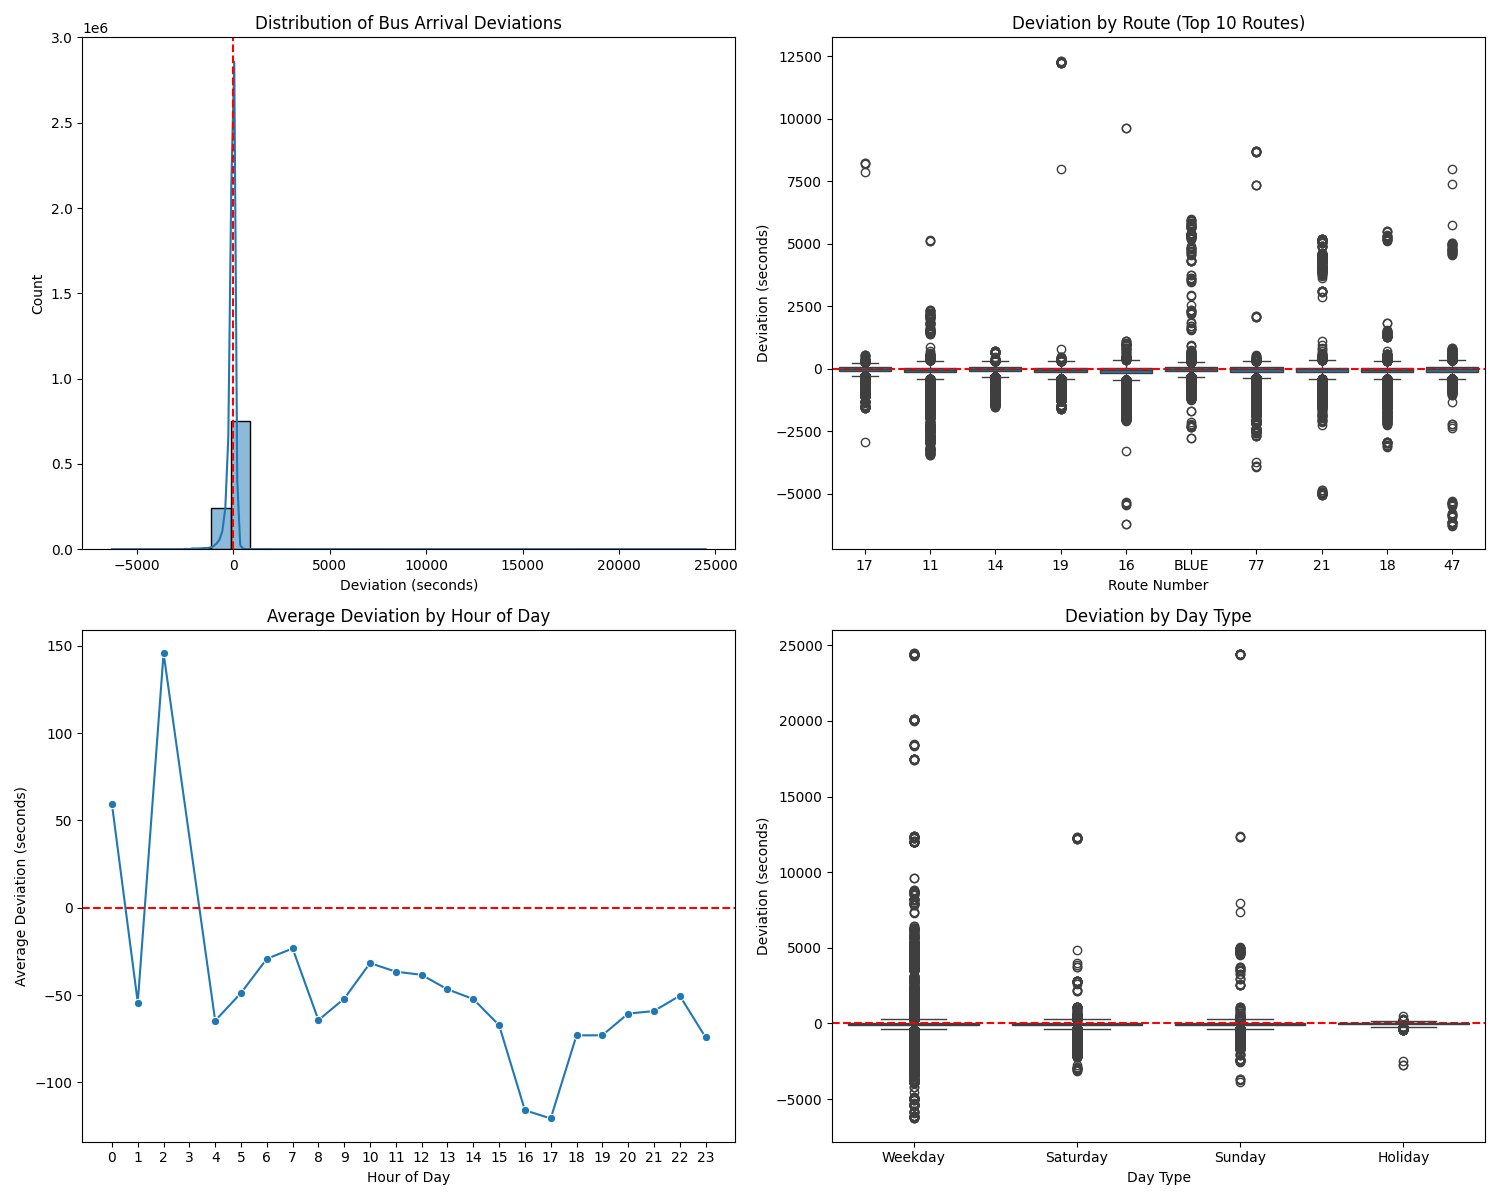 Distribution of Bus Arrival Deviations
1e6
3.0
2.5
2.0
1.5
1.0
0.5
0.0
Count
−5000 0 5000 10000 15000 20000 25000
Deviation (seconds)
Deviation by Route (Top 10 Routes)
12500
10000
7500
5000
2500
0
−2500
−5000
Deviation (seconds)
17 11 14 19 16 BLUE 77 21 18 47
Route Number
Average Deviation by Hour of Day
150
100
50
0
−50
−100
Average Deviation (seconds)
0 1 2 3 4 5 6 7 8 9 10 11 12 13 14 15 16 17 18 19 20 21 22 23
Hour of Day
Deviation by Day Type
25000
20000
15000
10000
5000
0
−5000
Deviation (seconds)
Weekday Saturday Sunday Holiday
Day Type